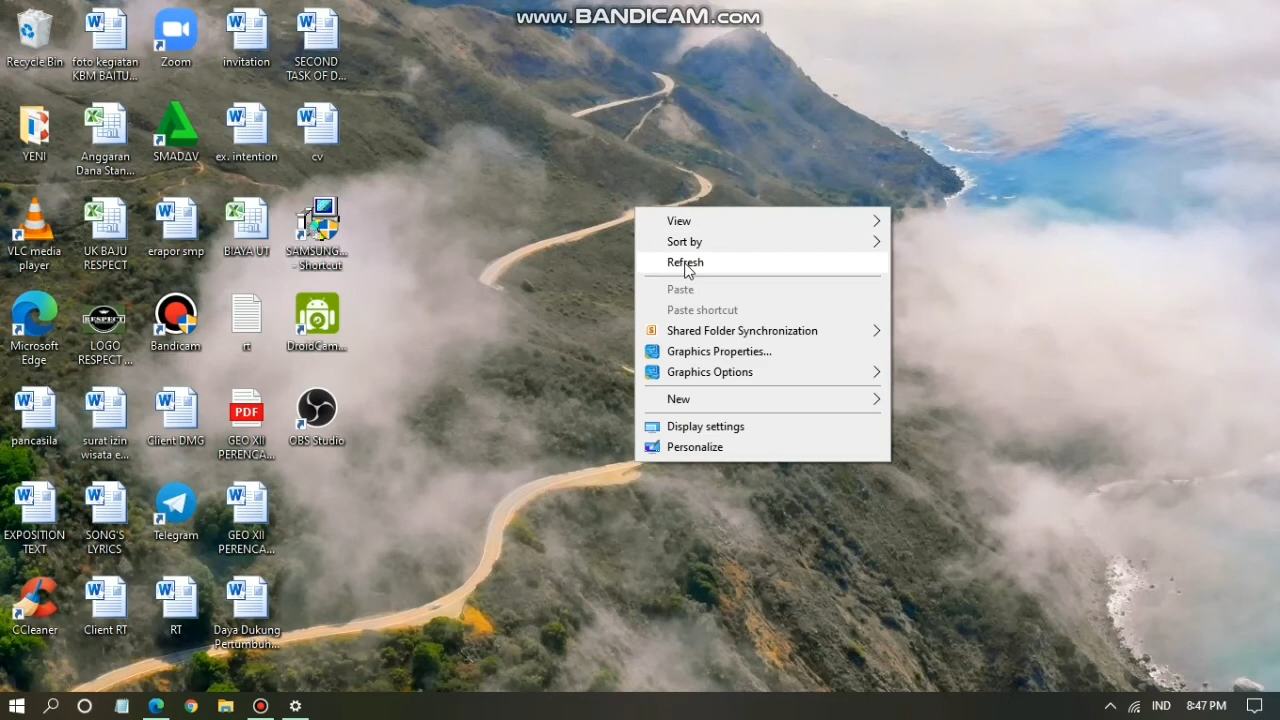 www.BANDICAM.com
Recycle Bin
foto kegiatan
KBM BAITU...
Zoom
invitation
SECOND
TASK OF D...
YENI
Anggaran
Dana Stan...
SMADAV
ex. intention
cv
VLC media
player
UK BAJU
RESPECT
erapor smp
BIAYA UT
SAMSUNG...
- Shortcut
Microsoft
Edge
RESPECT
LOGO
RESPECT ...
Bandicam
rt
DroidCam...
pancasila
surat izin
wisata e...
Client DMG
PDF
GEO XII
PERENCA...
OBS Studio
EXPOSITION
TEXT
SONG'S
LYRICS
Telegram
GEO XII
PERENCA...
CCleaner
Client RT
RT
Daya Dukung
Pertumbun...
View
Sort by
Refresh
Paste
Paste shortcut
Shared Folder Synchronization
Graphics Properties...
Graphics Options
New
Display settings
Personalize
IND
8:47 PM